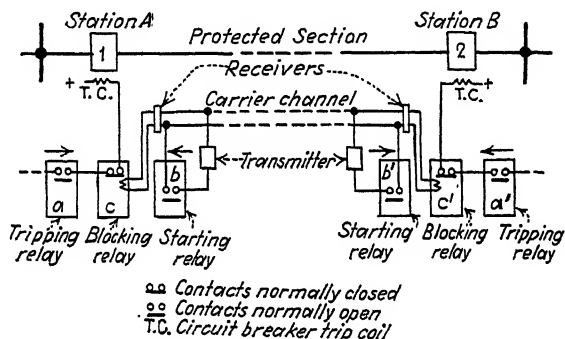 Station A
Station B
1
Protected Section
2
Receivers
+
T.C.
Carrier channel
+
T.C.
Transmitter
a
c
b
b'
c'
a'
Tripping relay
Blocking relay
Starting relay
Starting relay
Blocking relay
Tripping relay
Contacts normally closed
Contacts normally open
T.C. Circuit breaker trip coil